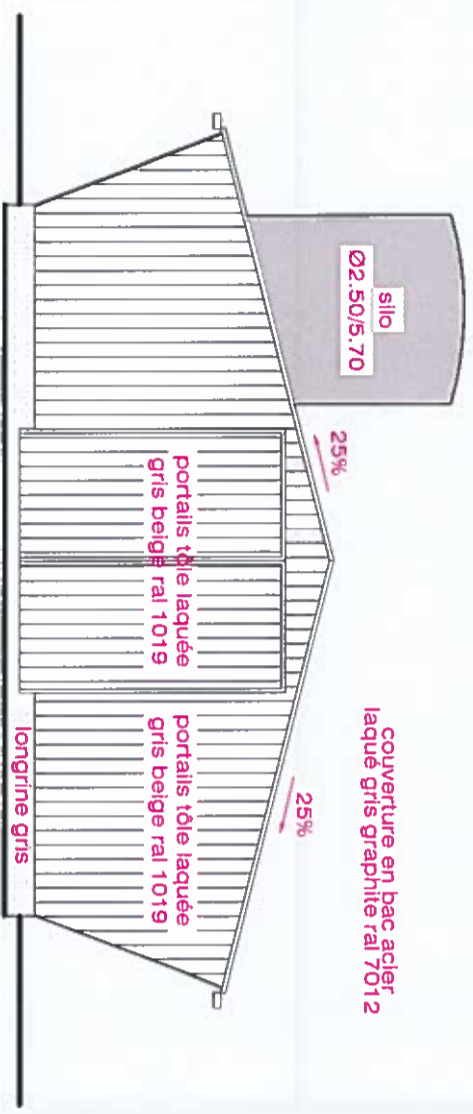 silo
Ø2.50/5.70
25%
couverture en bac acier
laqué gris graphite ral 7012
25%
portails tôle laquée
gris beige ral 1019
portails tôle laquée
gris beige ral 1019
longrine gris